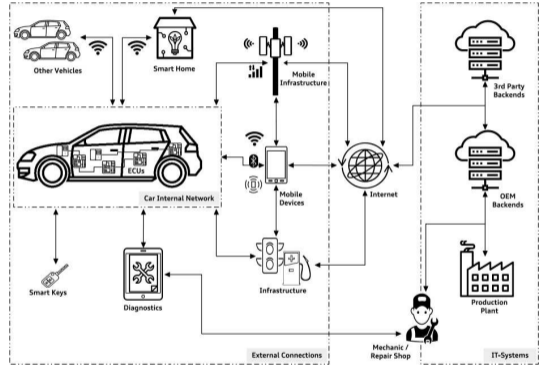 Other Vehicles
Smart Home
Mobile
Infrastructure
3rd Party
Backends
ECUs
Car Internal Network
Mobile
Devices
Internet
OEM
Backends
Smart Keys
Diagnostics
Infrastructure
Production
Plant
Mechanic /
Repair Shop
External Connections
IT-Systems